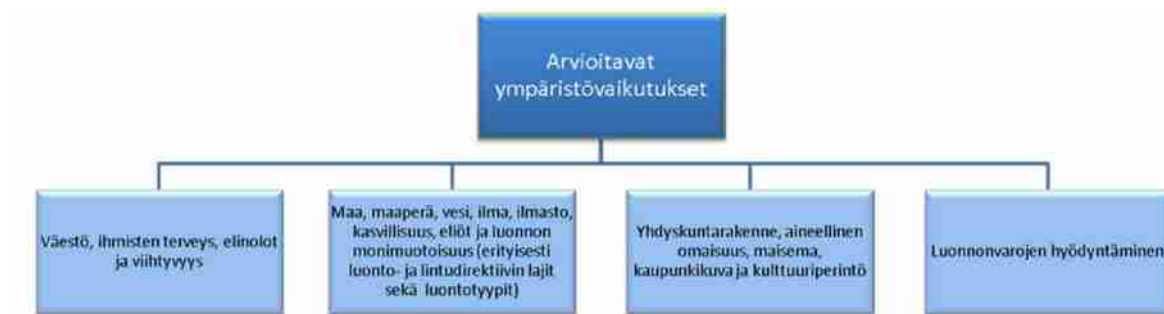 Arvioitavat
ympäristövaikutukset
Väestö, ihmisten terveys, elinolot
ja viihtyvyys
Maa, maaperä, vesi, ilma, ilmasto,
kasvillisuus, eliöt ja luonnon
monimuotoisuus (erityisesti
luonto- ja lintudirektiivin lajit
sekä luontotyypit)
Yhdyskuntarakenne, aineellinen
omaisuus, maisema,
kaupunkikuva ja kulttuuriperintö
Luonnonvarojen hyödyntäminen